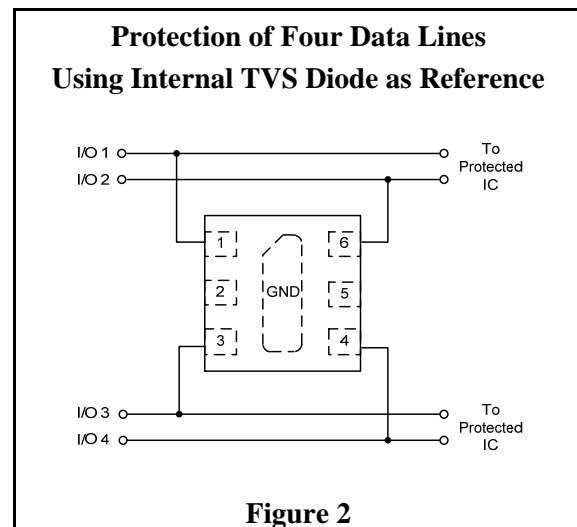 Protection of Four Data Lines
Using Internal TVS Diode as Reference
I/O 1
I/O 2
To
Protected
IC
1
6
2
GND
5
3
4
I/O 3
I/O 4
To
Protected
IC
Figure 2